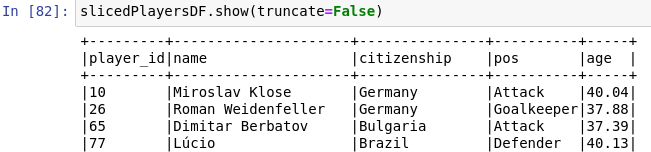 In [82]: slicedPlayersDF.show(truncate=False)
+---------+--------------------+--------------+----------+-----+
|player_id|name                |citizenship   |pos       |age  |
+---------+--------------------+--------------+----------+-----+
|10       |Miroslav Klose      |Germany       |Attack    |40.04|
|26       |Roman Weidenfeller  |Germany       |Goalkeeper|37.88|
|65       |Dimitar Berbatov    |Bulgaria      |Attack    |37.39|
|77       |Lúcio               |Brazil        |Defender  |40.13|